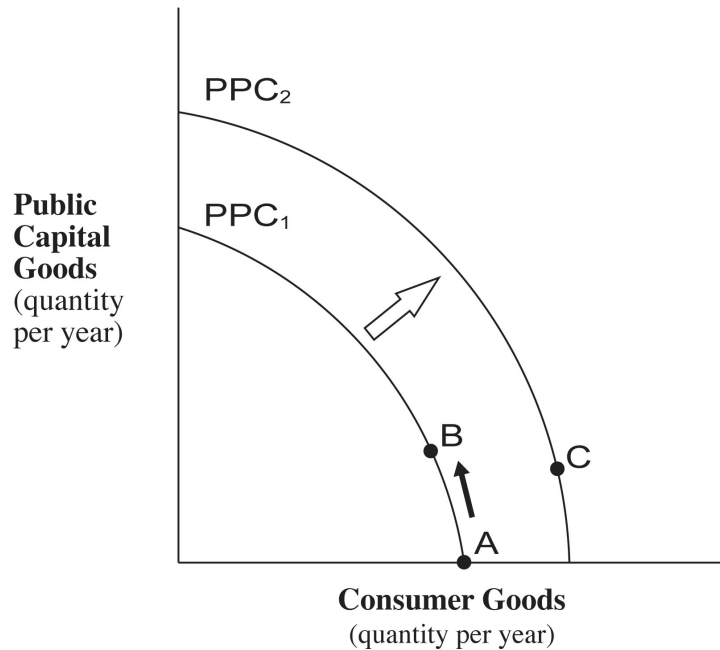 PPC₂
PPC₁
Public
Capital
Goods
(quantity
per year)
B
C
A
Consumer Goods
(quantity per year)